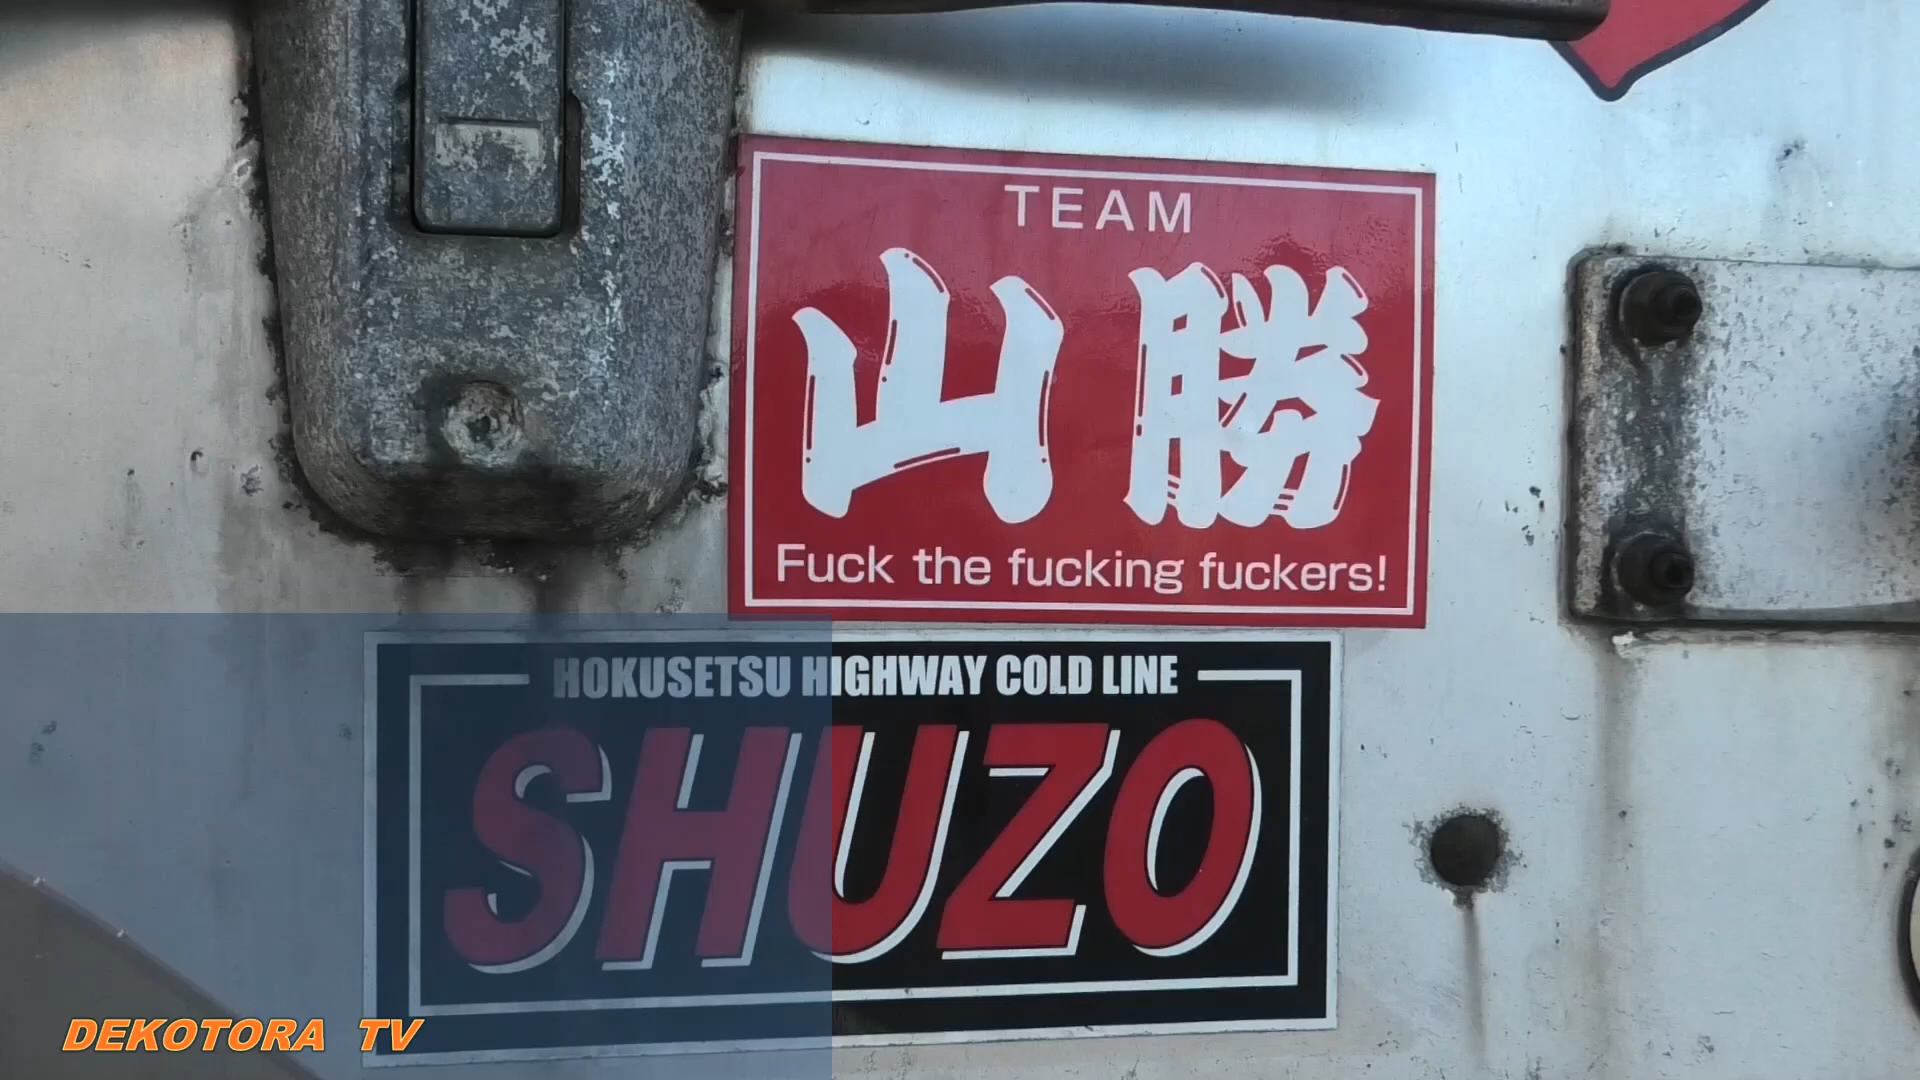 TEAM
山勝
Fuck the fucking fuckers!
HOKUSETSU HIGHWAY COLD LINE
SHUZO
DEKOTORA TV